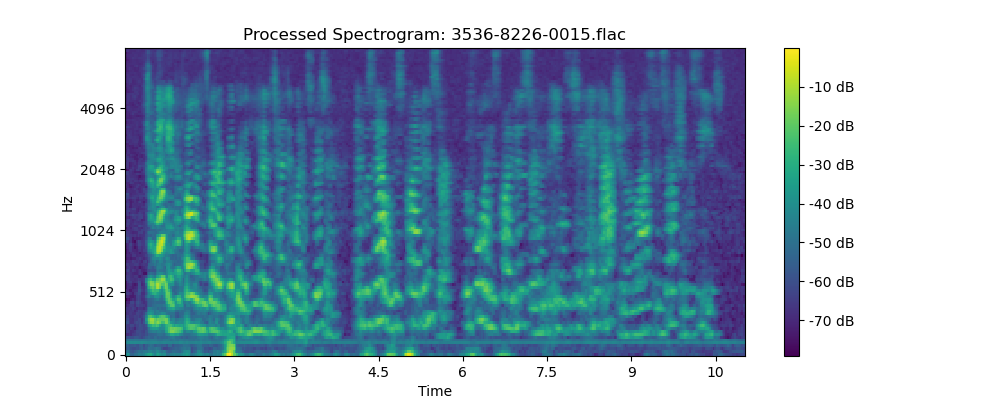 Processed Spectrogram: 3536-8226-0015.flac
4096
2048
1024
512
0
Hz
0 1.5 3 4.5 6 7.5 9 10
Time
-10 dB
-20 dB
-30 dB
-40 dB
-50 dB
-60 dB
-70 dB